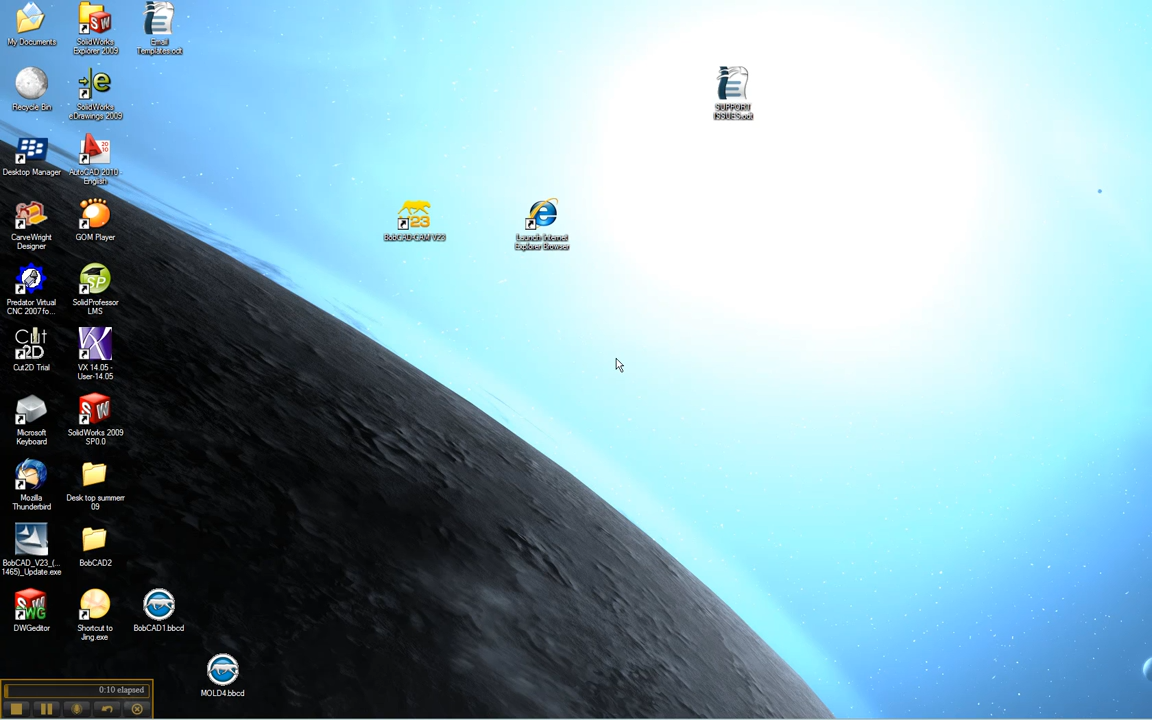 My Documents
SolidWorks
Explorer 2009
Email
Templates.odt
Recycle Bin
SolidWorks
eDrawings 2009
SUPPORT
ISSUES.odt
Desktop Manager
AutoCAD 2010 -
English
CarveWright
Designer
GOM Player
BobCAD-CAM V23
Launch Internet
Explorer Browser
Predator Virtual
CNC 2007 fo...
SolidProfessor
LMS
Cut2D Trial
VX 14.05 -
User-14.05
Microsoft
Keyboard
SolidWorks 2009
SP0.0
Mozilla
Thunderbird
Desk top summerr
09
BobCAD_V23_(...
1465)_Update.exe
BobCAD2
DWGeditor
Shortcut to
Jing.exe
BobCAD1.bbcd
MOLD4.bbcd
0:10 elapsed